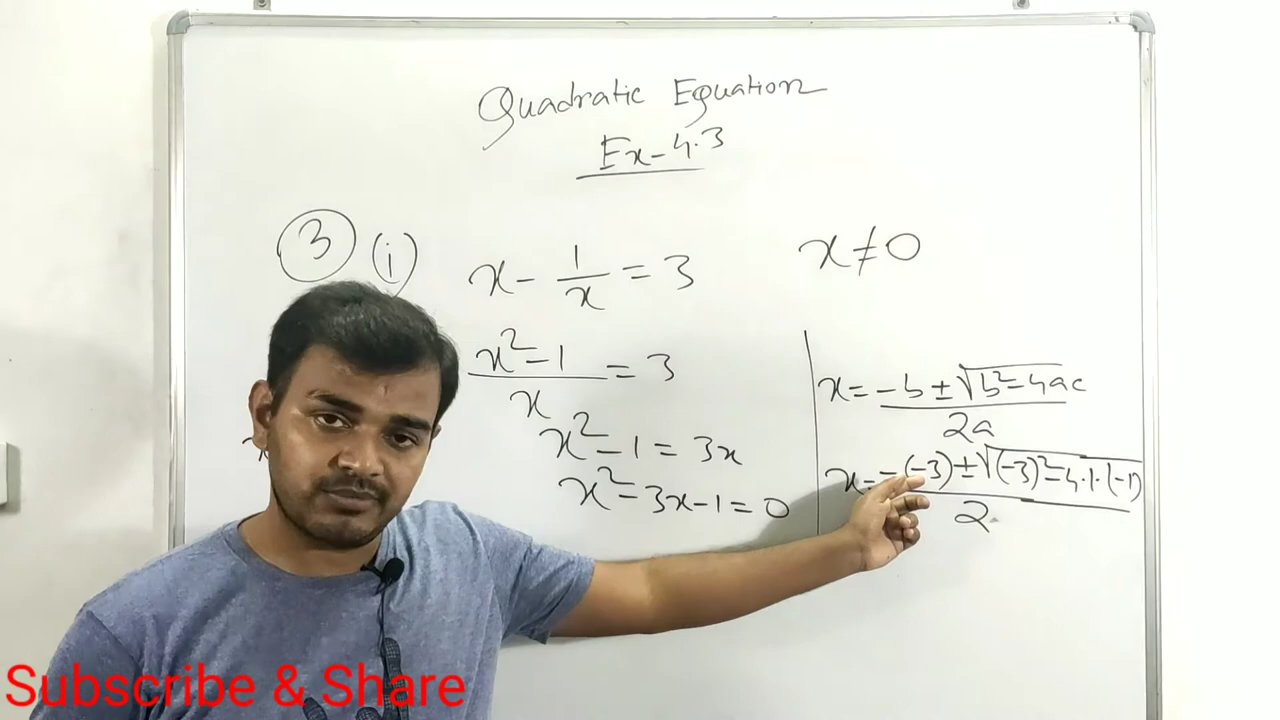 Quadratic Equation
Ex-4.3
3 (i) x - 1/x = 3 x ≠ 0
x² - 1 / x = 3
x² - 1 = 3x
x² - 3x - 1 = 0
x = -b ± √b² - 4ac / 2a
x = -(-3) ± √(-3)² - 4.1.(-1) / 2.
Subscribe & Share